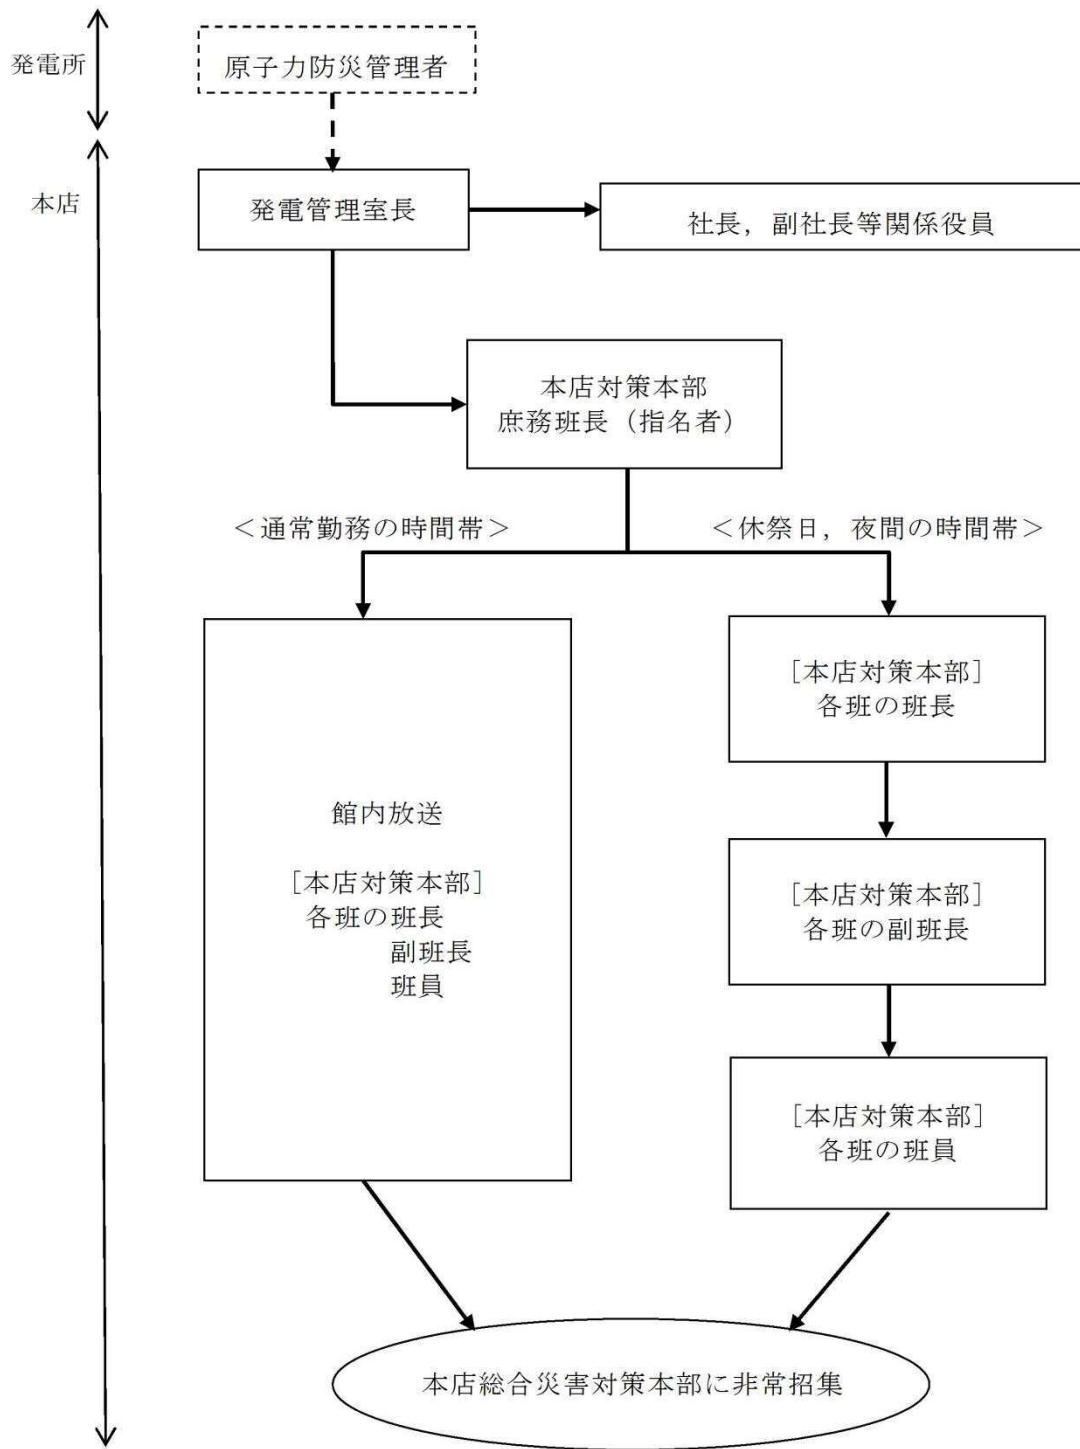 発電所
原子力防災管理者
本店
発電管理室長
社長，副社長等関係役員
本店対策本部
庶務班長（指名者）
＜通常勤務の時間帯＞
＜休祭日，夜間の時間帯＞
館内放送
［本店対策本部］
各班の班長
副班長
班員
［本店対策本部］
各班の班長
［本店対策本部］
各班の副班長
［本店対策本部］
各班の班員
本店総合災害対策本部に非常招集